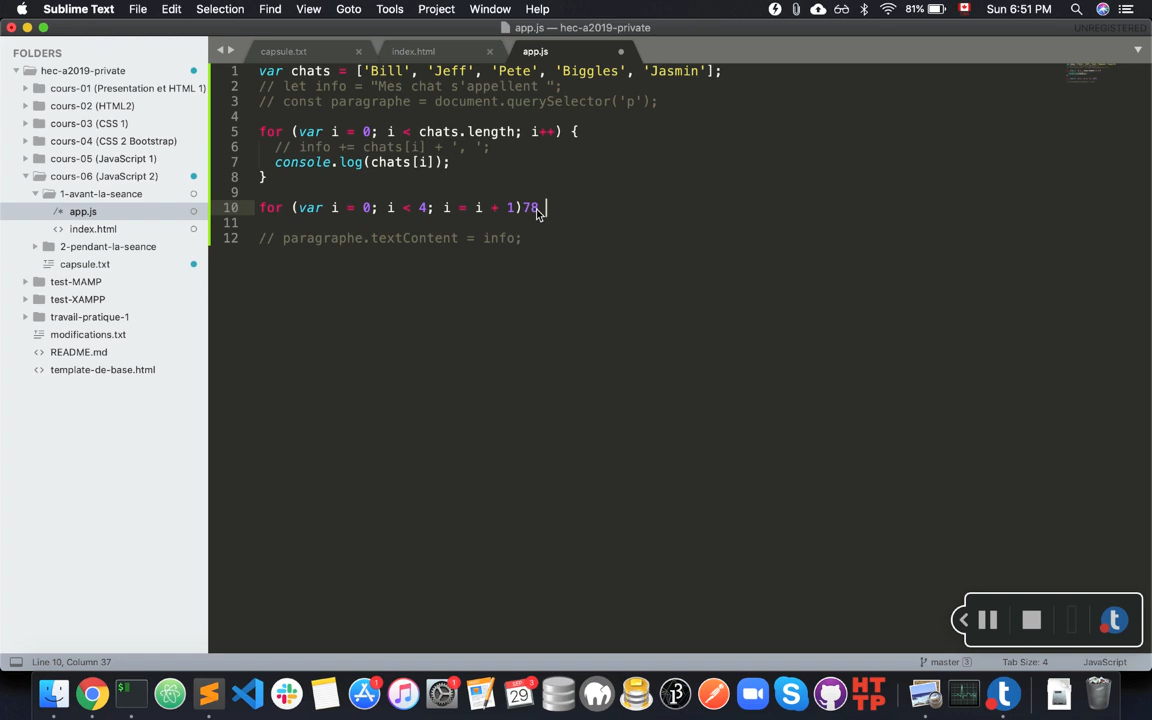 Sublime Text File Edit Selection Find View Goto Tools Project Window Help 81% Sun 6:51 PM
app.js — hec-a2019-private UNREGISTERED
FOLDERS
hec-a2019-private
cours-01 (Presentation et HTML 1)
cours-02 (HTML2)
cours-03 (CSS 1)
cours-04 (CSS 2 Bootstrap)
cours-05 (JavaScript 1)
cours-06 (JavaScript 2)
1-avant-la-seance
/* app.js
<> index.html
2-pendant-la-seance
capsule.txt
test-MAMP
test-XAMPP
travail-pratique-1
modifications.txt
<> README.md
<> template-de-base.html
capsule.txt × index.html × app.js
1 var chats = ['Bill', 'Jeff', 'Pete', 'Biggles', 'Jasmin'];
2 // let info = "Mes chat s'appellent ";
3 // const paragraphe = document.querySelector('p');
4
5 for (var i = 0; i < chats.length; i++) {
6 // info += chats[i] + ', ';
7 console.log(chats[i]);
8 }
9
10 for (var i = 0; i < 4; i = i + 1)78
11
12 // paragraphe.textContent = info;
t
Line 10, Column 37 master 3 Tab Size: 4 JavaScript
$ 1 1 SEP 29 3 HT TP t